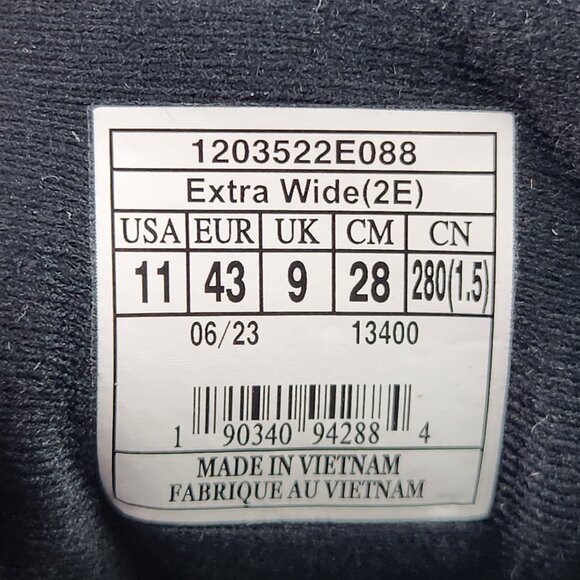 1203522E088
Extra Wide(2E)
USA EUR UK CM CN
11 43 9 28 280(1.5)
06/23 13400
1 90340 94288 4
MADE IN VIETNAM
FABRIQUE AU VIETNAM